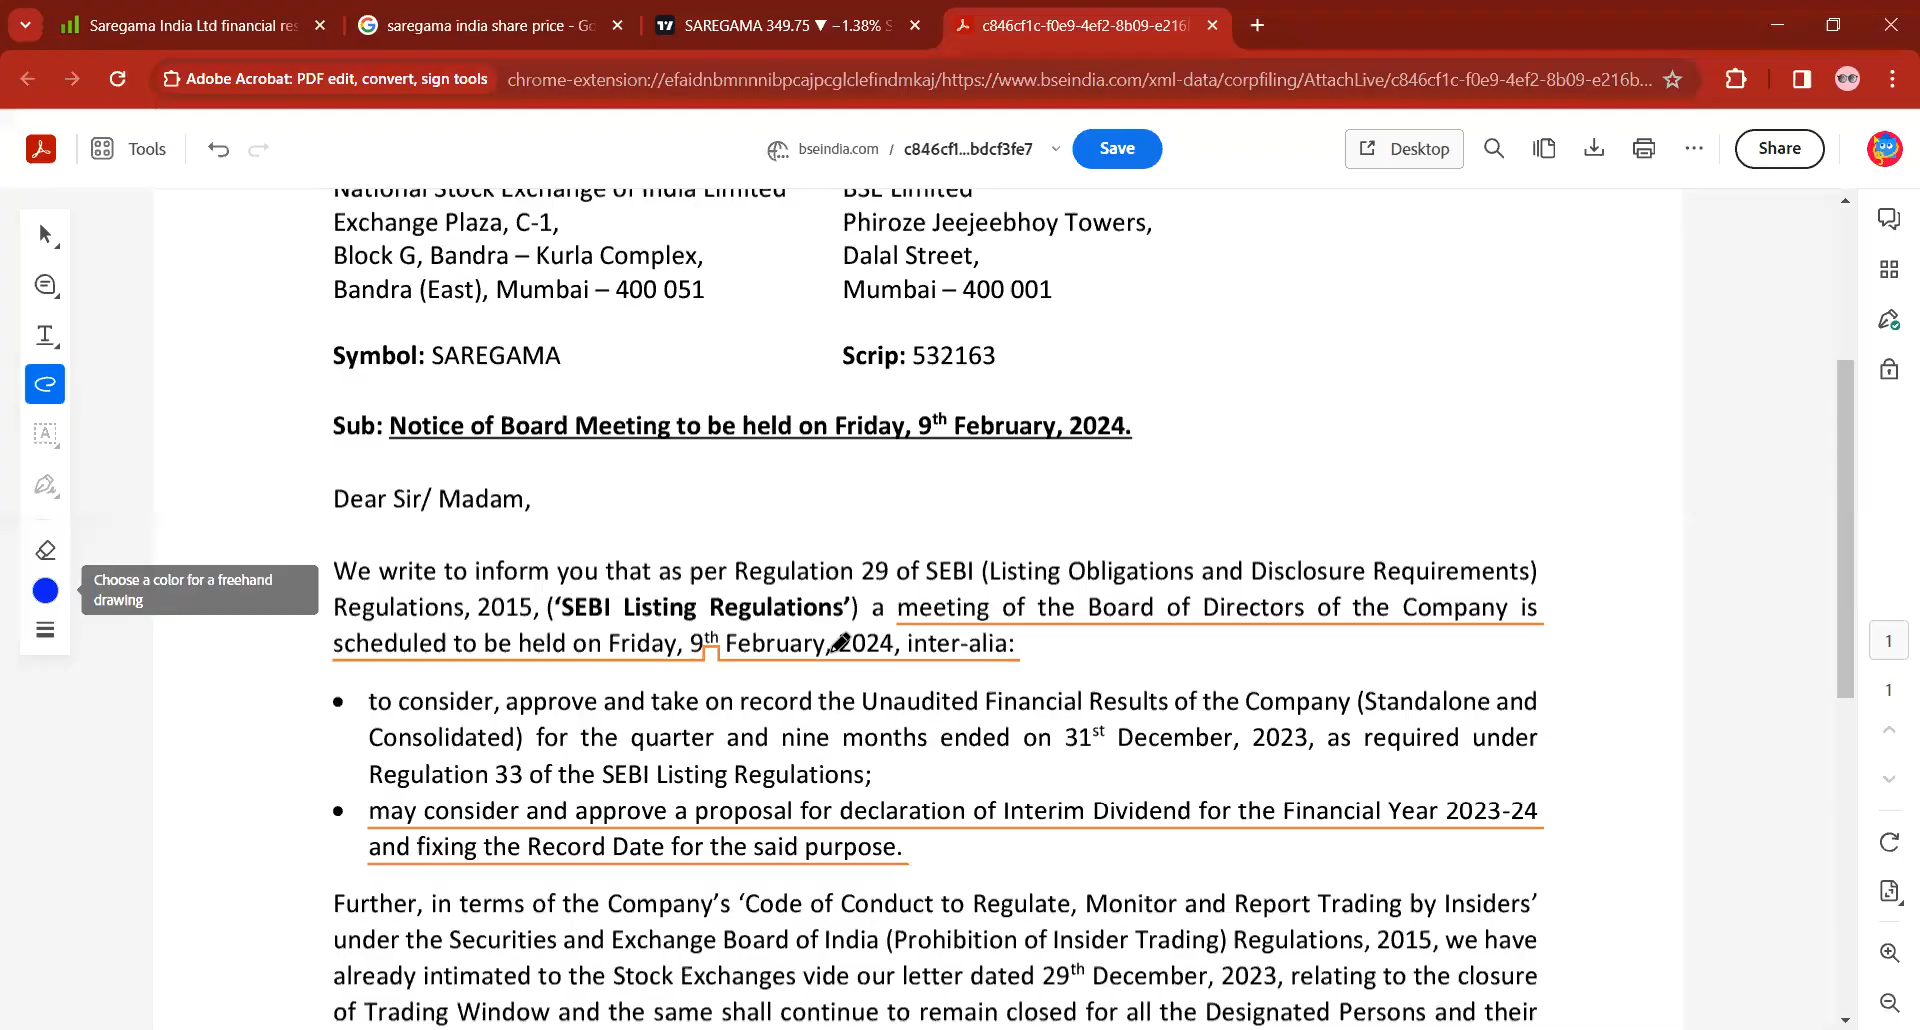 Saregama India Ltd financial res
saregama india share price - Go
SAREGAMA 349.75 ▼ −1.38% S
c846cf1c-f0e9-4ef2-8b09-e216
Adobe Acrobat: PDF edit, convert, sign tools
chrome-extension://efaidnbmnnnibpcajpcglclefindmkaj/https://www.bseindia.com/xml-data/corpfiling/AttachLive/c846cf1c-f0e9-4ef2-8b09-e216b...
Tools
bseindia.com / c846cf1...bdcf3fe7
Save
Desktop
Share
National Stock Exchange of India Limited
BSE Limited
Exchange Plaza, C-1,
Phiroze Jeejeebhoy Towers,
Block G, Bandra – Kurla Complex,
Dalal Street,
Bandra (East), Mumbai – 400 051
Mumbai – 400 001
Symbol: SAREGAMA
Scrip: 532163
Sub: Notice of Board Meeting to be held on Friday, 9th February, 2024.
Dear Sir/ Madam,
Choose a color for a freehand
drawing
We write to inform you that as per Regulation 29 of SEBI (Listing Obligations and Disclosure Requirements)
Regulations, 2015, (‘SEBI Listing Regulations’) a meeting of the Board of Directors of the Company is
scheduled to be held on Friday, 9th February, 2024, inter-alia:
• to consider, approve and take on record the Unaudited Financial Results of the Company (Standalone and
Consolidated) for the quarter and nine months ended on 31st December, 2023, as required under
Regulation 33 of the SEBI Listing Regulations;
• may consider and approve a proposal for declaration of Interim Dividend for the Financial Year 2023-24
and fixing the Record Date for the said purpose.
Further, in terms of the Company’s ‘Code of Conduct to Regulate, Monitor and Report Trading by Insiders’
under the Securities and Exchange Board of India (Prohibition of Insider Trading) Regulations, 2015, we have
already intimated to the Stock Exchanges vide our letter dated 29th December, 2023, relating to the closure
of Trading Window and the same shall continue to remain closed for all the Designated Persons and their
1
1